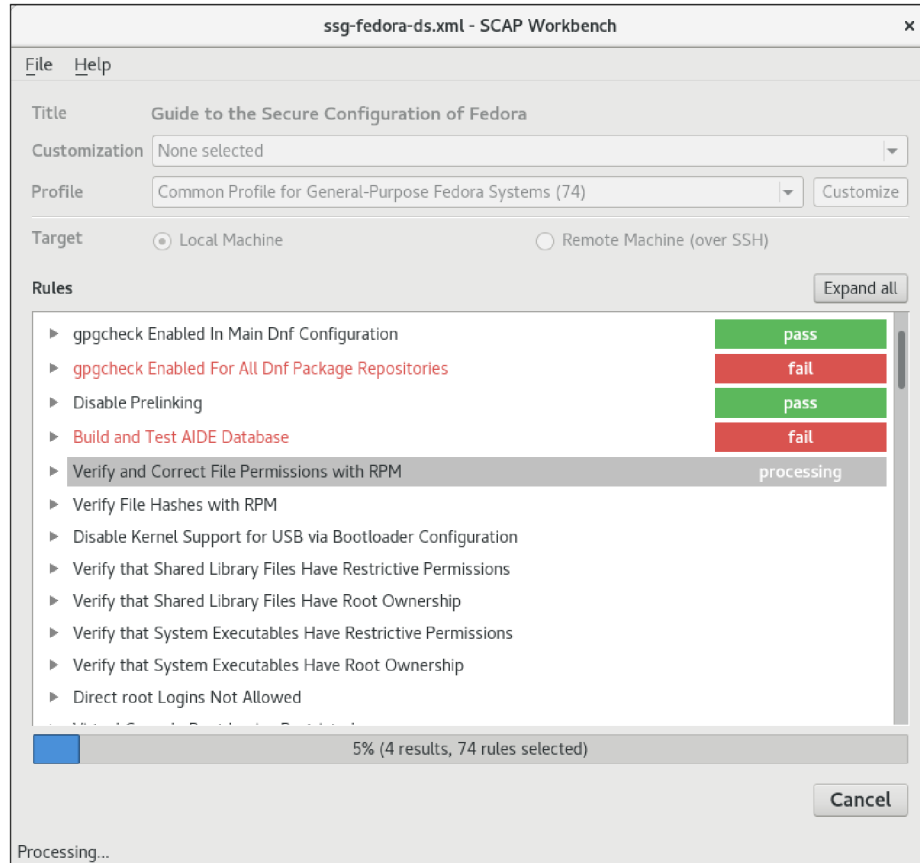 ssg-fedora-ds.xml - SCAP Workbench ×
File Help
Title Guide to the Secure Configuration of Fedora
Customization None selected
Profile Common Profile for General-Purpose Fedora Systems (74) Customize
Target Local Machine Remote Machine (over SSH)
Rules Expand all
gpgcheck Enabled In Main Dnf Configuration pass
gpgcheck Enabled For All Dnf Package Repositories fail
Disable Prelinking pass
Build and Test AIDE Database fail
Verify and Correct File Permissions with RPM processing
Verify File Hashes with RPM
Disable Kernel Support for USB via Bootloader Configuration
Verify that Shared Library Files Have Restrictive Permissions
Verify that Shared Library Files Have Root Ownership
Verify that System Executables Have Restrictive Permissions
Verify that System Executables Have Root Ownership
Direct root Logins Not Allowed
5% (4 results, 74 rules selected)
Cancel
Processing...